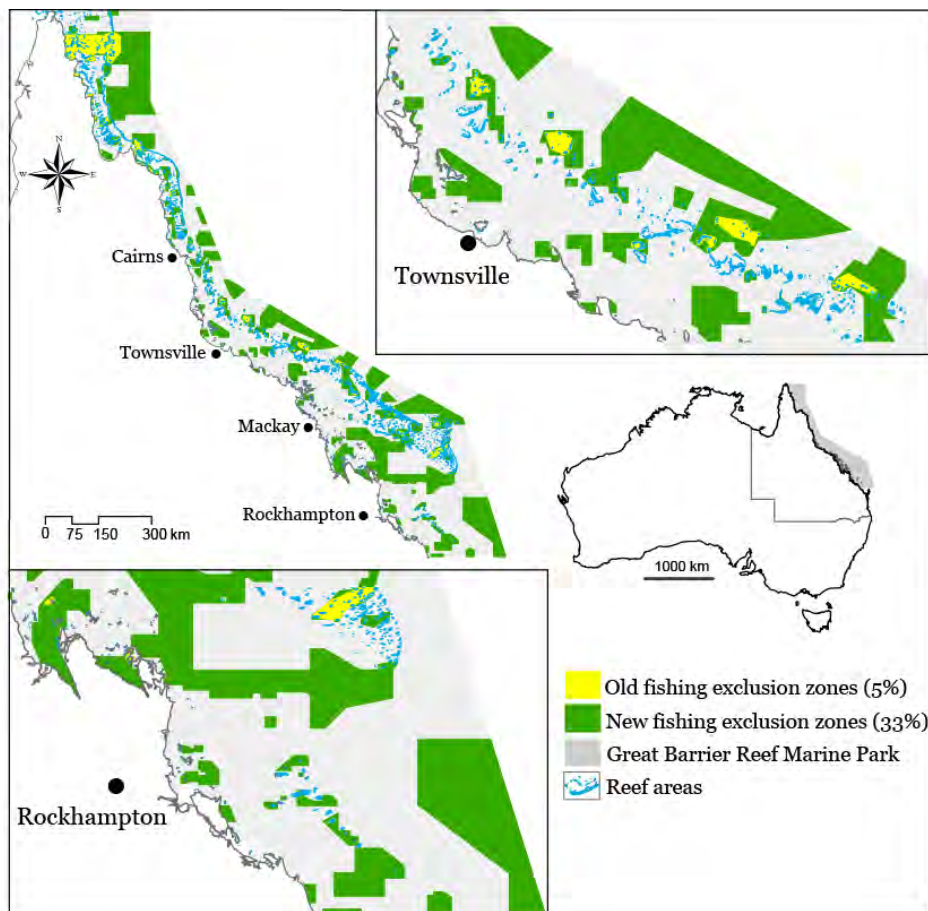 N
W
E
S
Cairns
Townsville
Mackay
Rockhampton
0 75 150 300 km
Townsville
1000 km
Rockhampton
Old fishing exclusion zones (5%)
New fishing exclusion zones (33%)
Great Barrier Reef Marine Park
Reef areas